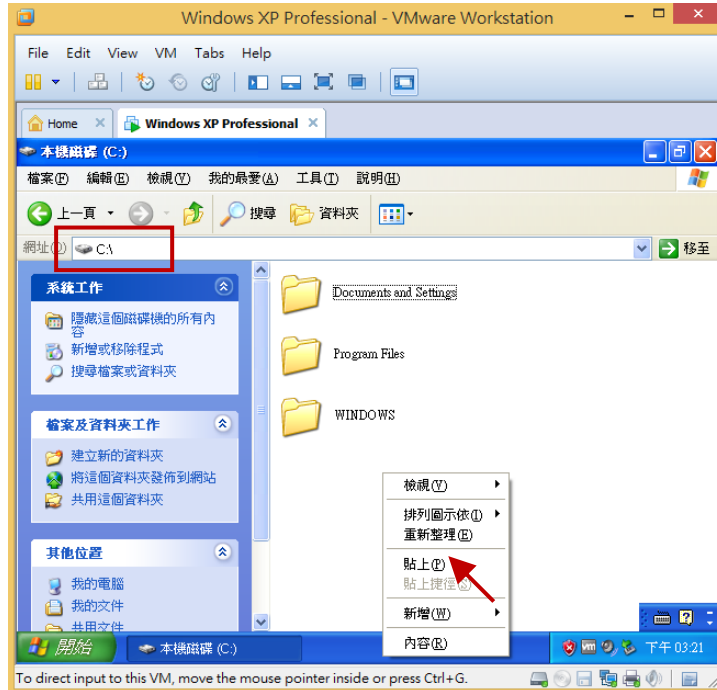 Windows XP Professional - VMware Workstation
File Edit View VM Tabs Help
Home
Windows XP Professional
本機磁碟 (C:)
檔案(F) 編輯(E) 檢視(V) 我的最愛(A) 工具(T) 說明(H)
上一頁 搜尋 資料夾
網址(D) C:\ 移至
系統工作
隱藏這個磁碟機的所有內
容
新增或移除程式
搜尋檔案或資料夾
檔案及資料夾工作
建立新的資料夾
將這個資料夾發佈到網站
共用這個資料夾
其他位置
我的電腦
我的文件
共用文件
Documents and Settings
Program Files
WINDOWS
檢視(V)
排列圖示依(I)
重新整理(E)
貼上(P)
貼上捷徑(S)
新增(W)
內容(R)
開始 本機磁碟 (C:) 下午 03:21
To direct input to this VM, move the mouse pointer inside or press Ctrl+G.